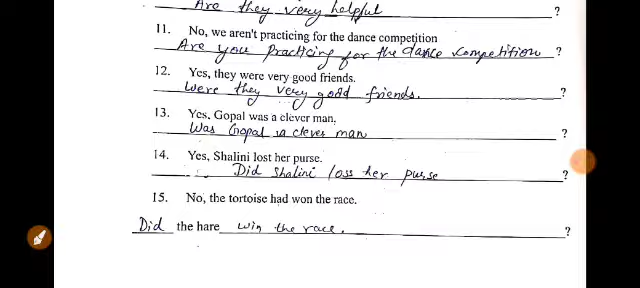 Are they very helpful ?
11. No, we aren't practicing for the dance competition
Are you practicing for the dance competition ?
12. Yes, they were very good friends.
Were they very good friends. ?
13. Yes, Gopal was a clever man.
Was Gopal a clever man ?
14. Yes, Shalini lost her purse.
Did Shalini loss her purse ?
15. No, the tortoise had won the race.
Did the hare win the race. ?